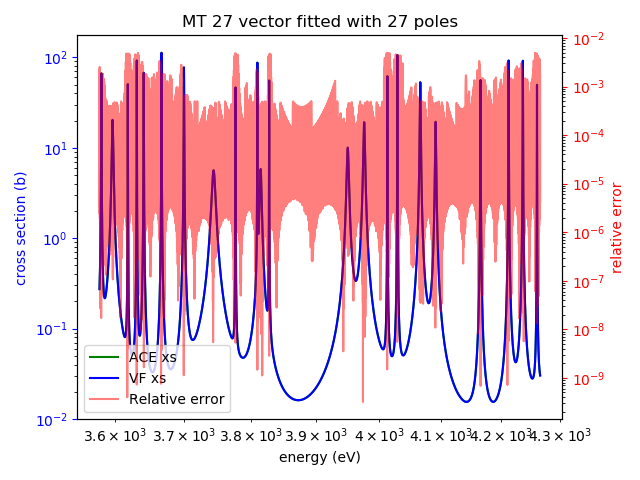 MT 27 vector fitted with 27 poles
cross section (b)
10²
10¹
10⁰
10⁻¹
10⁻²
10⁻²
10⁻³
10⁻⁴
10⁻⁵
10⁻⁶
10⁻⁷
10⁻⁸
10⁻⁹
relative error
ACE xs
VF xs
Relative error
3.6 × 10³ 3.7 × 10³ 3.8 × 10³ 3.9 × 10³ 4 × 10³ 4.1 × 10³ 4.2 × 10³ 4.3 × 10³
energy (eV)